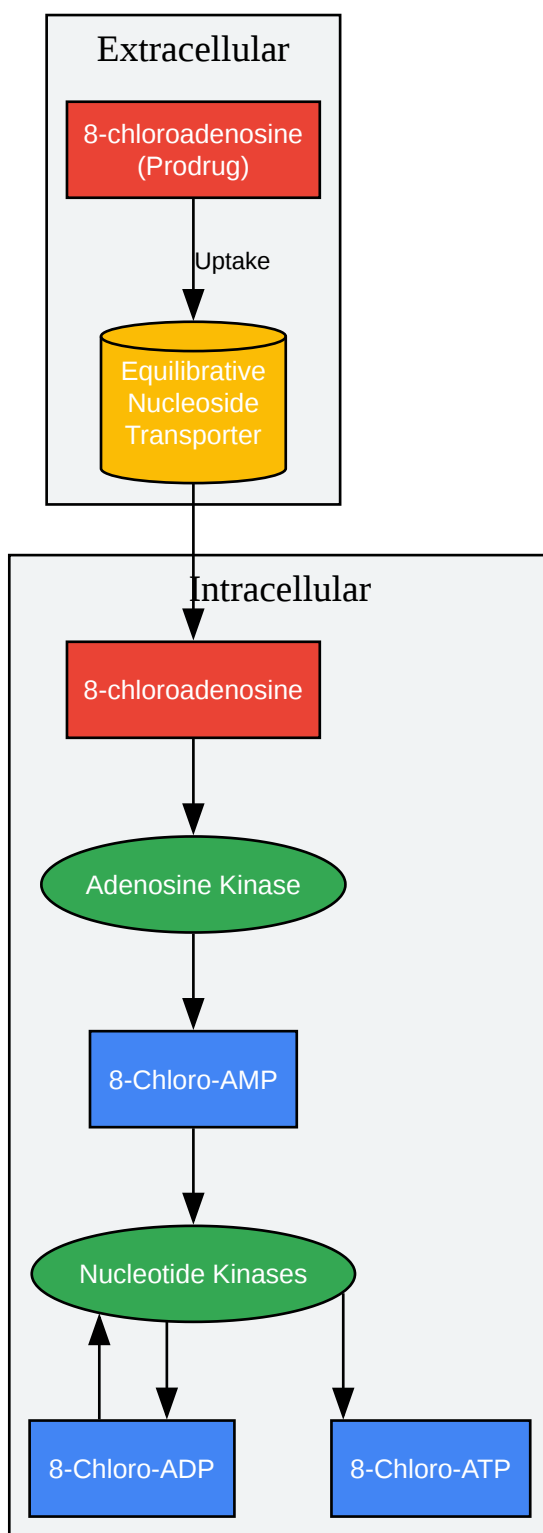 Extracellular
8-chloroadenosine
(Prodrug)
Uptake
Equilibrative
Nucleoside
Transporter
Intracellular
8-chloroadenosine
Adenosine Kinase
8-Chloro-AMP
Nucleotide Kinases
8-Chloro-ADP
8-Chloro-ATP